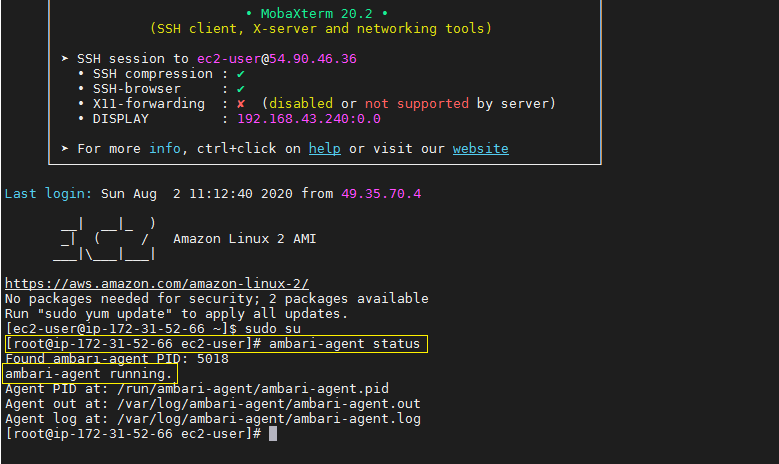 • MobaXterm 20.2 •
(SSH client, X-server and networking tools)
➤ SSH session to ec2-user@54.90.46.36
• SSH compression : ✔
• SSH-browser     : ✔
• X11-forwarding  : ✘  (disabled or not supported by server)
• DISPLAY         : 192.168.43.240:0.0
➤ For more info, ctrl+click on help or visit our website
Last login: Sun Aug  2 11:12:40 2020 from 49.35.70.4
       __|  __|_  )
       _|  (     /   Amazon Linux 2 AMI
      ___|\___|___|
https://aws.amazon.com/amazon-linux-2/
No packages needed for security; 2 packages available
Run "sudo yum update" to apply all updates.
[ec2-user@ip-172-31-52-66 ~]$ sudo su
[root@ip-172-31-52-66 ec2-user]# ambari-agent status
Found ambari-agent PID: 5018
ambari-agent running.
Agent PID at: /run/ambari-agent/ambari-agent.pid
Agent out at: /var/log/ambari-agent/ambari-agent.out
Agent log at: /var/log/ambari-agent/ambari-agent.log
[root@ip-172-31-52-66 ec2-user]#